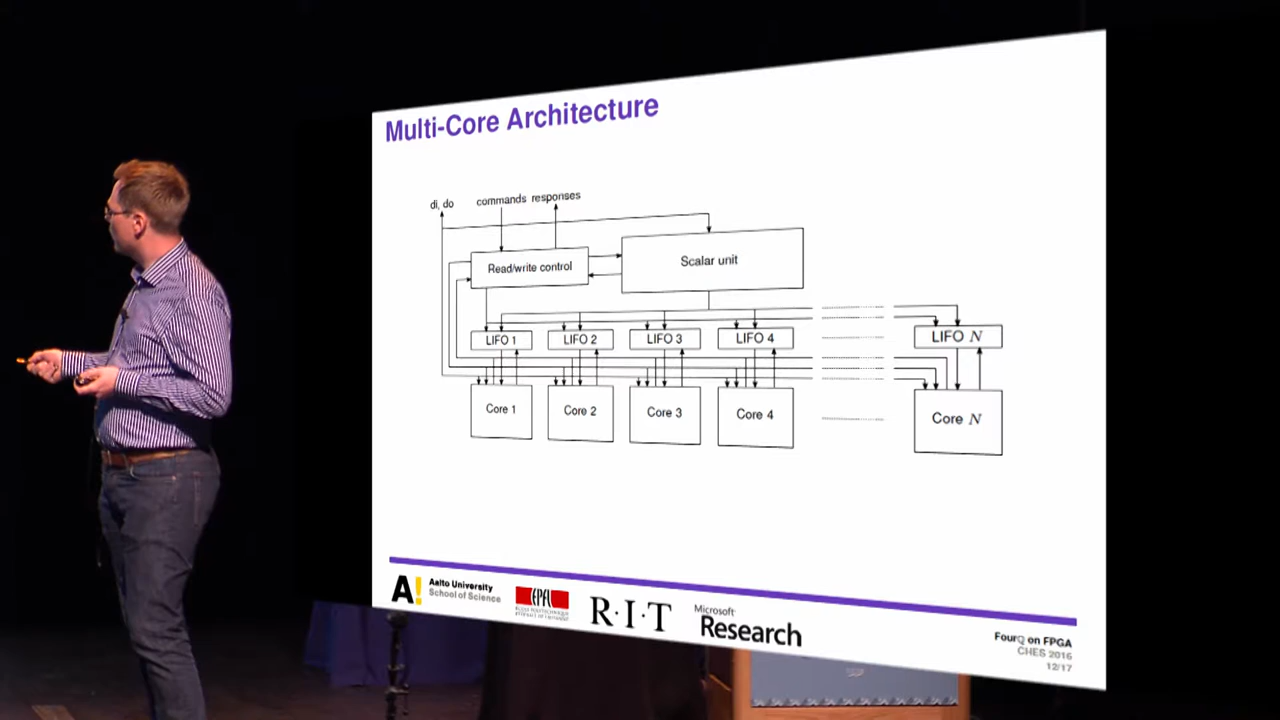 Multi-Core Architecture
di, do
commands responses
Read/write control
Scalar unit
LIFO 1
LIFO 2
LIFO 3
LIFO 4
LIFO N
Core 1
Core 2
Core 3
Core 4
Core N
A!
Aalto University
School of Science
EPFL
R·I·T
Microsoft
Research
FourQ on FPGA
CHES 2016
12/17